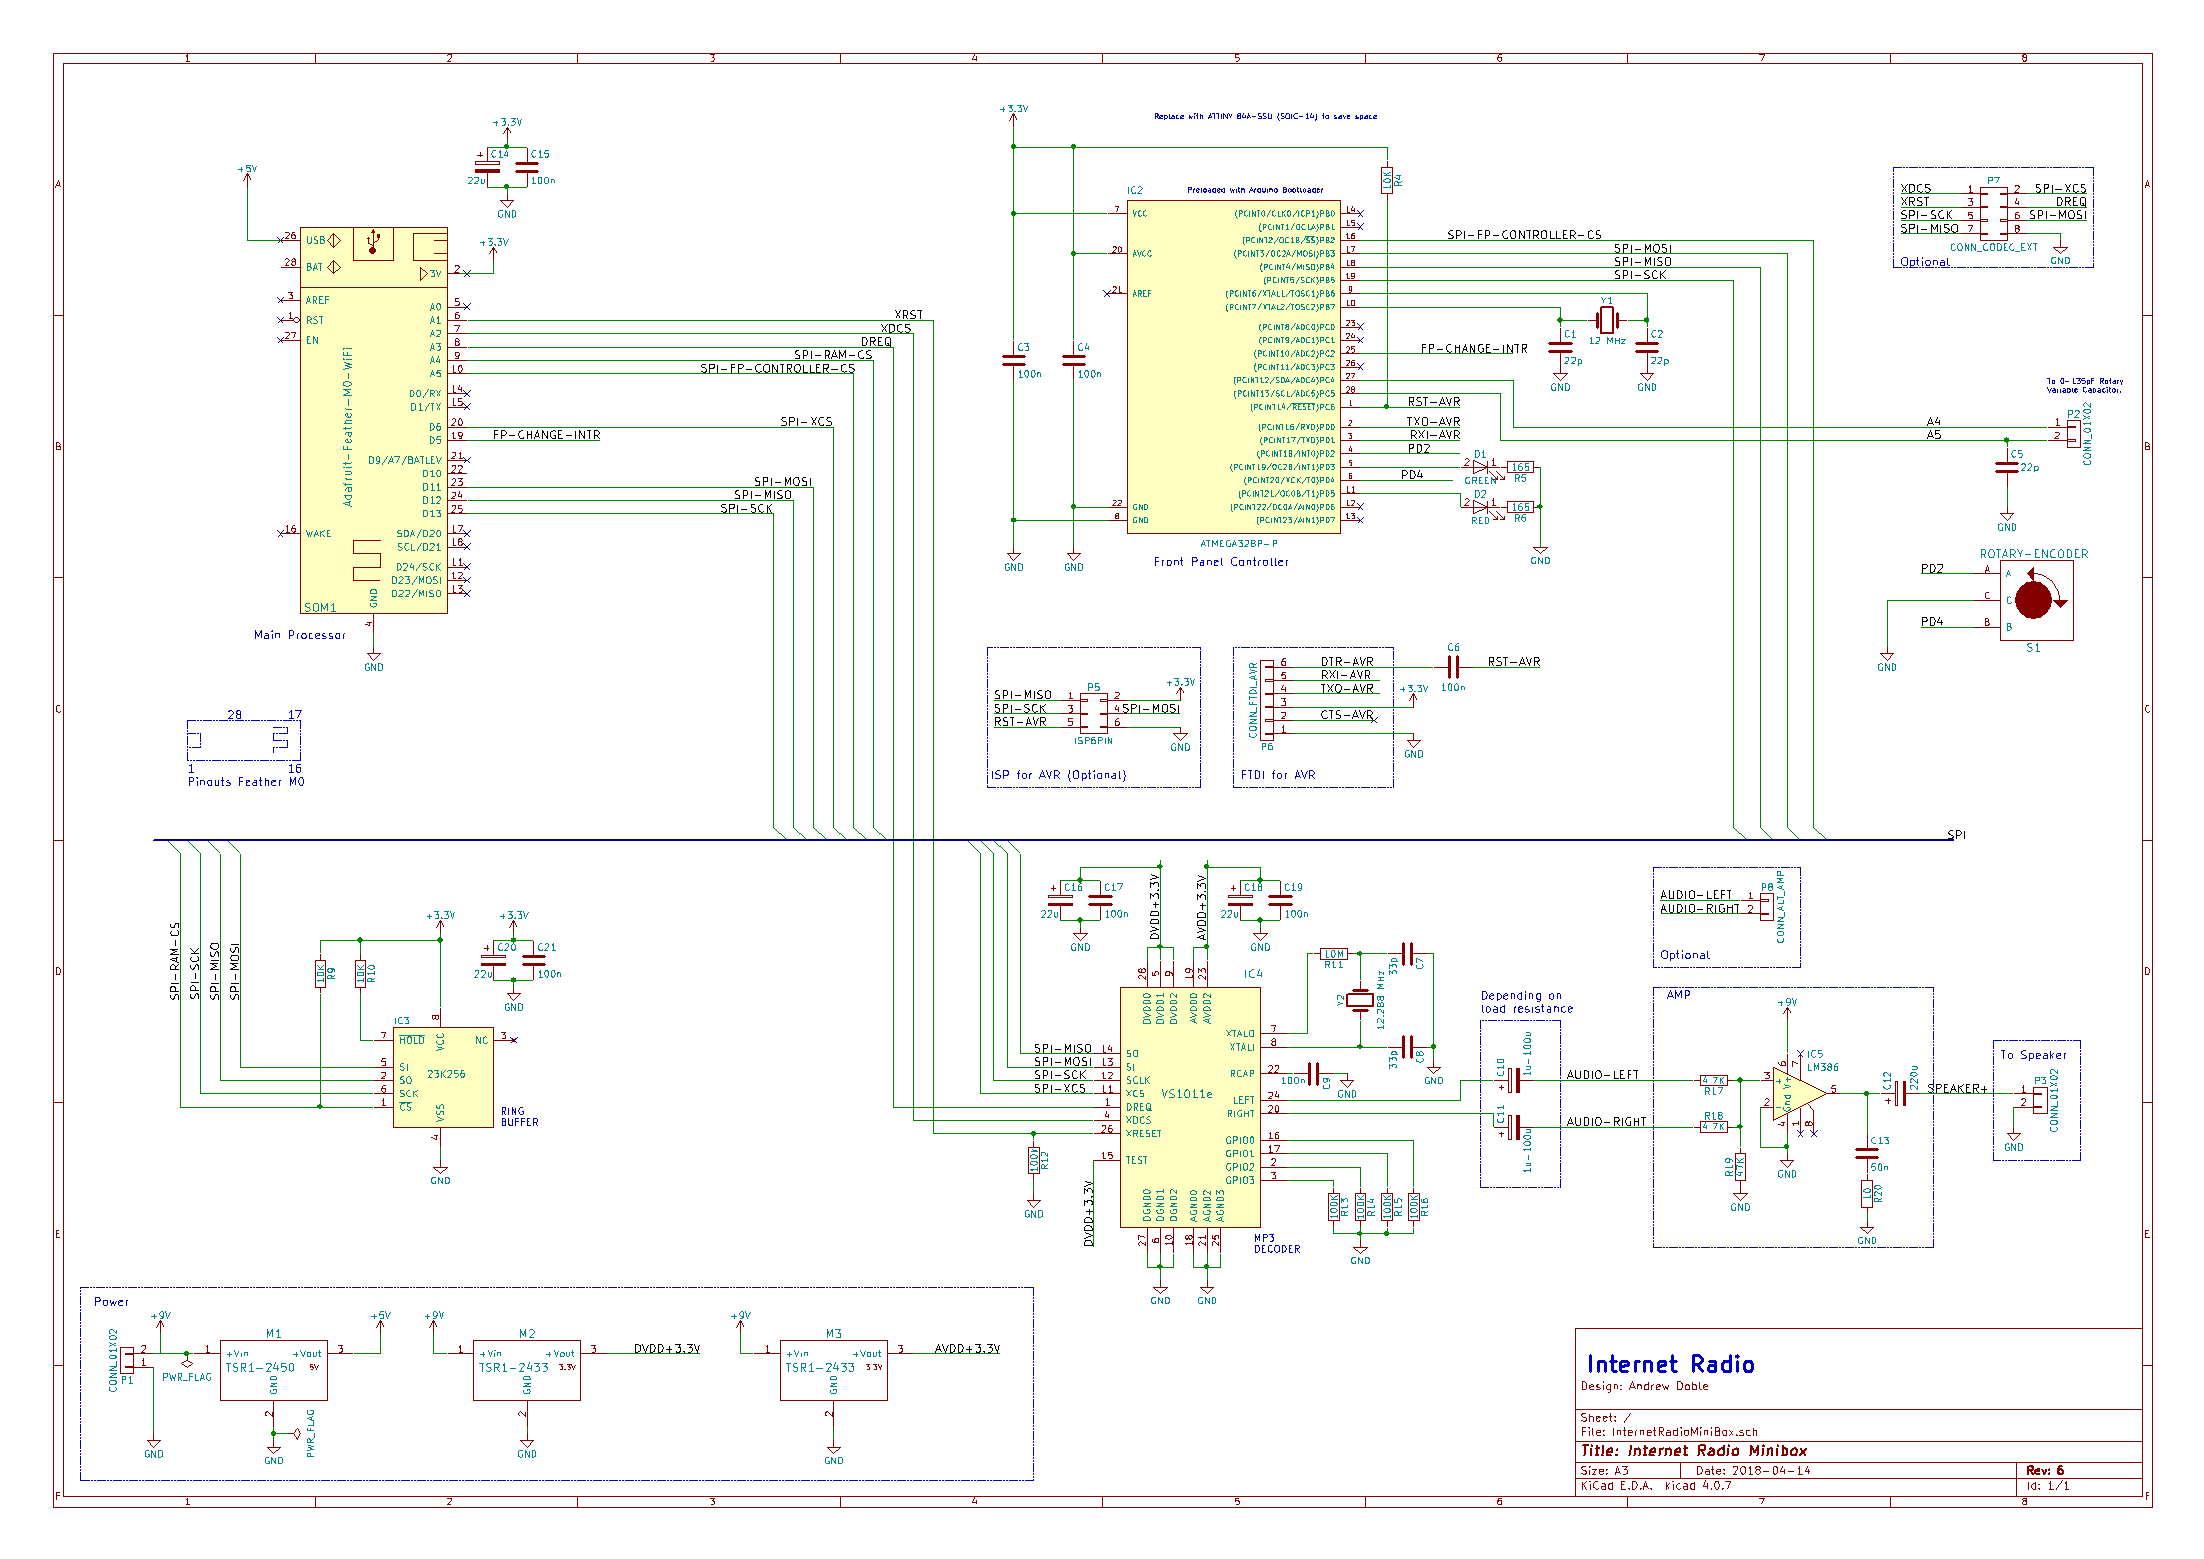 Internet Radio
Design: Andrew Doble
Sheet: /
File: InternetRadioMiniBox.sch
Title: Internet Radio Minibox
Size: A3
Date: 2018-04-14
Rev: 6
KiCad E.D.A. kicad 4.0.7
Id: 1/1
+5V
+3.3V
C14
22u
C15
100n
GND
26 USB
28 BAT
3 AREF
1 RST
27 EN
16 WAKE
Adafruit-Feather-M0-WiFi
3V 2
+3.3V
A0 5
A1 6
A2 7
A3 8
A4 9
A5 10
D0/RX 14
D1/TX 15
D6 20
D5 19
D9/A7/BATLEV 21
D10 22
D11 23
D12 24
D13 25
SDA/D20 17
SCL/D21 18
D24/SCK 11
D23/MOSI 12
D22/MISO 13
GND
4
SOM1
Main Processor
GND
XRST
XDCS
DREQ
SPI-RAM-CS
SPI-FP-CONTROLLER-CS
SPI-XCS
FP-CHANGE-INTR
SPI-MOSI
SPI-MISO
SPI-SCK
28 17
1 16
Pinouts Feather M0
+3.3V
Replace with ATTINY 84A-SSU (SOIC-14) to save space
IC2
Preloaded with Arduino Bootloader
10K
R4
7 VCC
20 AVCC
21 AREF
22 GND
8 GND
(PCINT0/CLKO/ICP1)PB0 14
(PCINT1/OC1A)PB1 15
(PCINT2/OC1B/SS)PB2 16
(PCINT3/OC2A/MOSI)PB3 17
(PCINT4/MISO)PB4 18
(PCINT5/SCK)PB5 19
(PCINT6/XTAL1/TOSC1)PB6 9
(PCINT7/XTAL2/TOSC2)PB7 10
(PCINT8/ADC0)PC0 23
(PCINT9/ADC1)PC1 24
(PCINT10/ADC2)PC2 25
(PCINT11/ADC3)PC3 26
(PCINT12/SDA/ADC4)PC4 27
(PCINT13/SCL/ADC5)PC5 28
(PCINT14/RESET)PC6 1
(PCINT16/RXD)PD0 2
(PCINT17/TXD)PD1 3
(PCINT18/INT0)PD2 4
(PCINT19/OC2B/INT1)PD3 5
(PCINT20/XCK/T0)PD4 6
(PCINT21/OC0B/T1)PD5 11
(PCINT22/OC0A/AIN0)PD6 12
(PCINT23/AIN1)PD7 13
ATMEGA328P-P
Front Panel Controller
C3
100n
C4
100n
GND
GND
SPI-FP-CONTROLLER-CS
SPI-MOSI
SPI-MISO
SPI-SCK
Y1
12 MHz
C1
22p
C2
22p
GND
GND
FP-CHANGE-INTR
RST-AVR
TXO-AVR
RXI-AVR
PD2
PD4
D1
2 1
GREEN
165
R5
D2
2 1
RED
165
R6
GND
P7
XDCS 1 2 SPI-XCS
XRST 3 4 DREQ
SPI-SCK 5 6 SPI-MOSI
SPI-MISO 7 8
CONN_CODEC_EXT
GND
Optional
To 0-135pF Rotary
Variable Capacitor.
P2
A4 1
A5 2
CONN_01X02
C5
22p
GND
ROTARY-ENCODER
PD2 A A
C C
PD4 B B
S1
GND
P5
SPI-MISO 1 2 +3.3V
SPI-SCK 3 4 SPI-MOSI
RST-AVR 5 6
ISP6PIN
GND
ISP for AVR (Optional)
CONN_FTDI_AVR
6 DTR-AVR
5 RXI-AVR
4 TXO-AVR
3 +3.3V
2 CTS-AVR
1
P6
GND
FTDI for AVR
C6
100n
RST-AVR
SPI
SPI-RAM-CS
SPI-SCK
SPI-MISO
SPI-MOSI
+3.3V
+3.3V
10K R9
10K R10
C20
22u
C21
100n
GND
IC3
7 HOLD
8 VCC
NC 3
5 SI
2 SO
6 SCK
1 CS
23K256
VSS 4
RING
BUFFER
GND
C16
22u
C17
100n
GND
DVDD+3.3V
AVDD+3.3V
C18
22u
C19
100n
GND
IC4
28 5 9 19 23
DVDD0 DVDD1 DVDD2 AVDD0 AVDD2
SPI-MISO 14 SO
SPI-MOSI 13 SI
SPI-SCK 12 SCLK
SPI-XCS 11 XCS
1 DREQ
4 XDCS
26 XRESET
15 TEST
VS1011e
XTALO 7
XTALI 8
RCAP 22
LEFT 24
RIGHT 20
GPIO0 16
GPIO1 17
GPIO2 2
GPIO3 3
DGND0 DGND1 DGND2 AGND0 AGND2 AGND3
27 6 10 18 21 25
MP3
DECODER
GND
GND
100k R12
GND
DVDD+3.3V
10M
R11
Y2
12.288 MHz
33p C7
33p C8
GND
100n C9
GND
100K R13
100K R14
100K R15
100K R16
GND
Depending on
load resistance
C10
1u-100u
C11
1u-100u
AUDIO-LEFT
AUDIO-RIGHT
AUDIO-LEFT 1
AUDIO-RIGHT 2
P8
CONN_ALT_AMP
Optional
AMP
+9V
4.7K
R17
R18
4.7K
R19
47K
GND
IC5
LM386
3 2 6 7 5 4 1 8
Gnd V+
GND
C12
220u
C13
50n
10
R20
GND
SPEAKER+
To Speaker
1
2
P3
CONN_01X02
GND
Power
CONN_01X02
2
1
P1
GND
+9V
PWR_FLAG
M1
1 +Vin +Vout 3
TSR1-2450 5V
GND
2
PWR_FLAG
GND
+5V
+9V
M2
1 +Vin +Vout 3
TSR1-2433 3.3V
GND
2
GND
DVDD+3.3V
+9V
M3
1 +Vin +Vout 3
TSR1-2433 3.3V
GND
2
GND
AVDD+3.3V
1 2 3 4 5 6 7 8
A B C D E F
1 2 3 4 5 6 7 8
A B C D E F